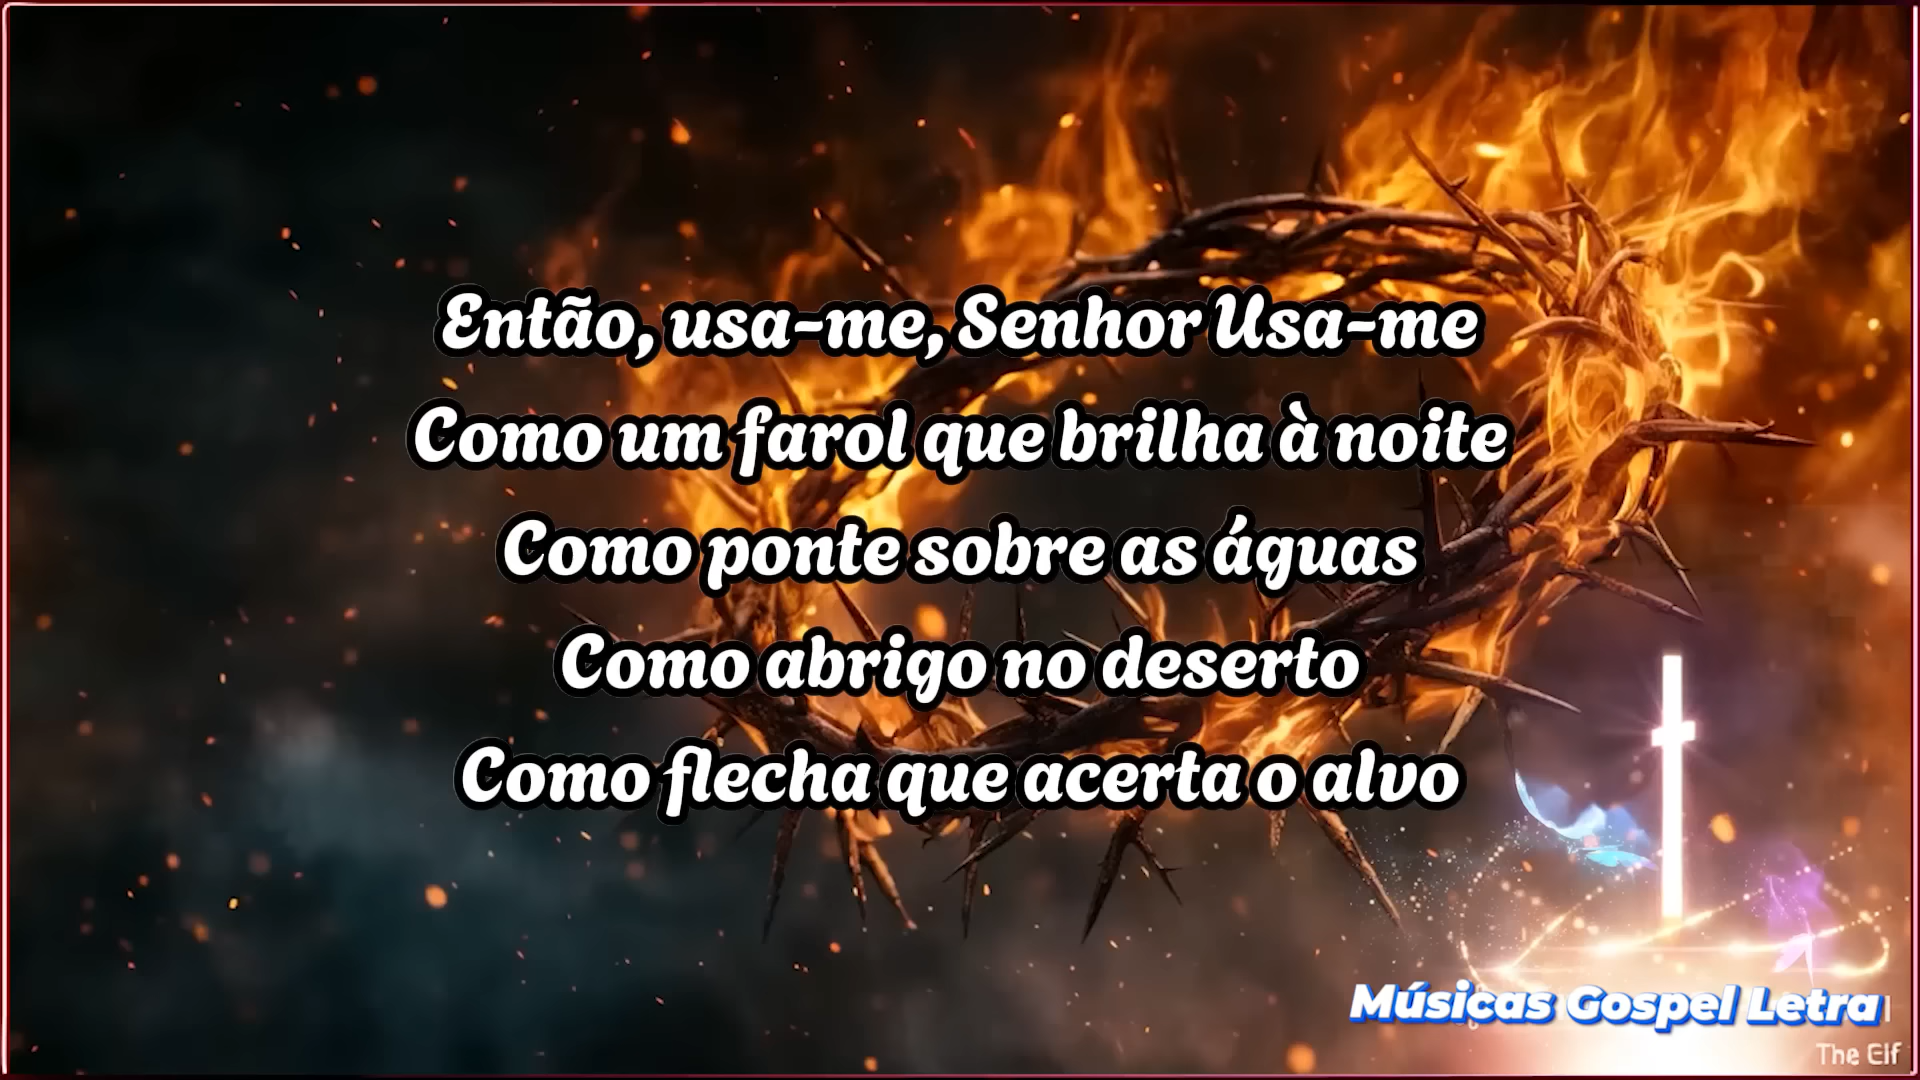 Então, usa-me, Senhor Usa-me
Como um farol que brilha à noite
Como ponte sobre as águas
Como abrigo no deserto
Como flecha que acerta o alvo
Músicas Gospel Letra
The Elf